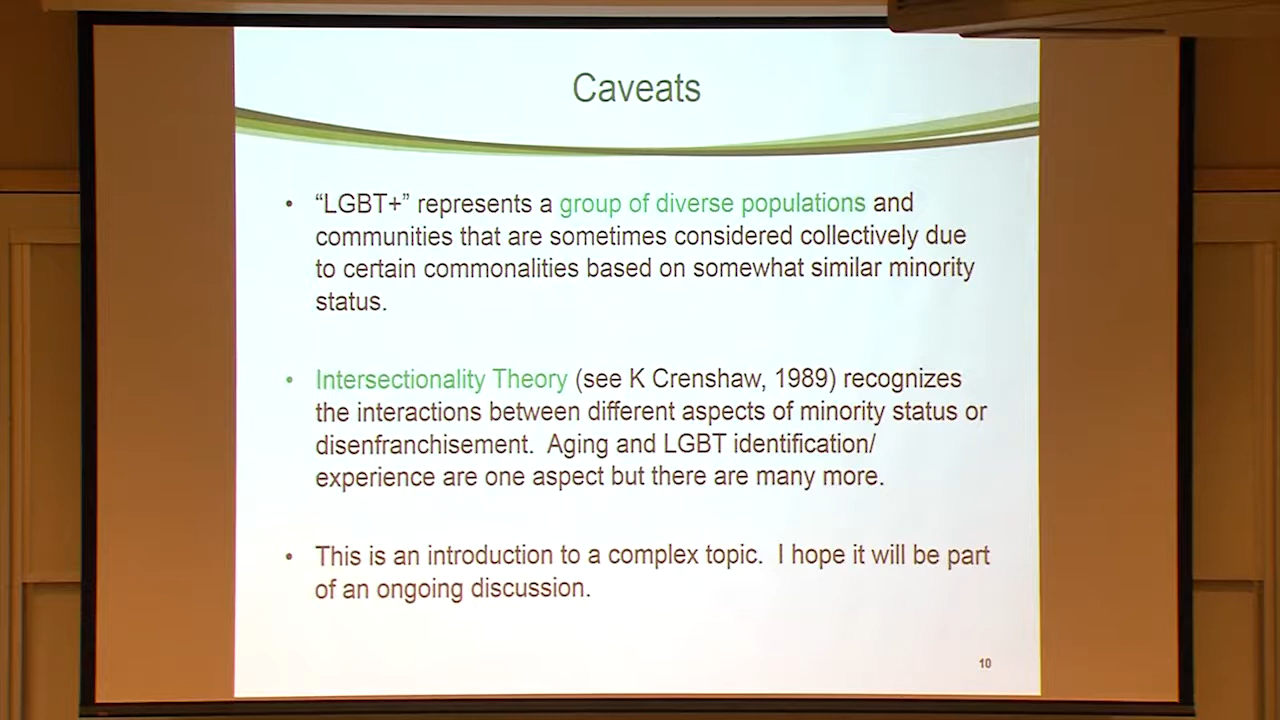 Caveats
• “LGBT+” represents a group of diverse populations and
communities that are sometimes considered collectively due
to certain commonalities based on somewhat similar minority
status.
• Intersectionality Theory (see K Crenshaw, 1989) recognizes
the interactions between different aspects of minority status or
disenfranchisement.  Aging and LGBT identification/
experience are one aspect but there are many more.
• This is an introduction to a complex topic.  I hope it will be part
of an ongoing discussion.
10